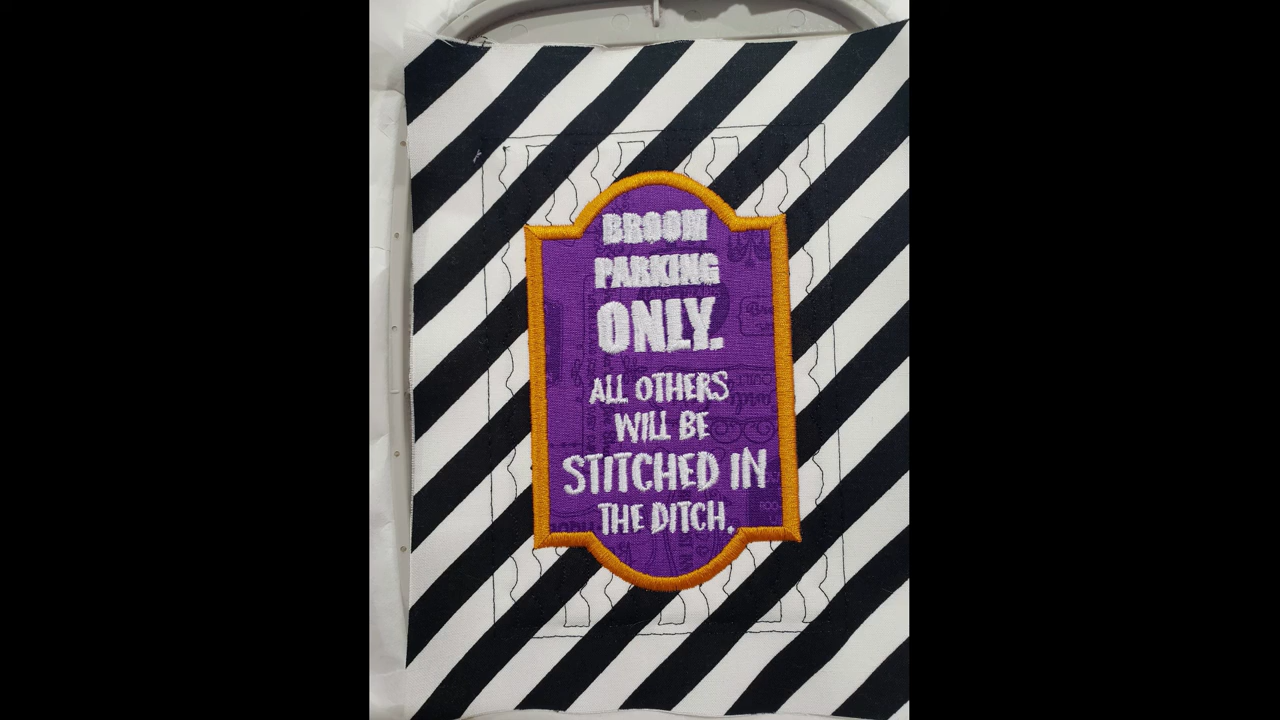 BROOM
PARKING
ONLY.
ALL OTHERS
WILL BE
STITCHED IN
THE DITCH.